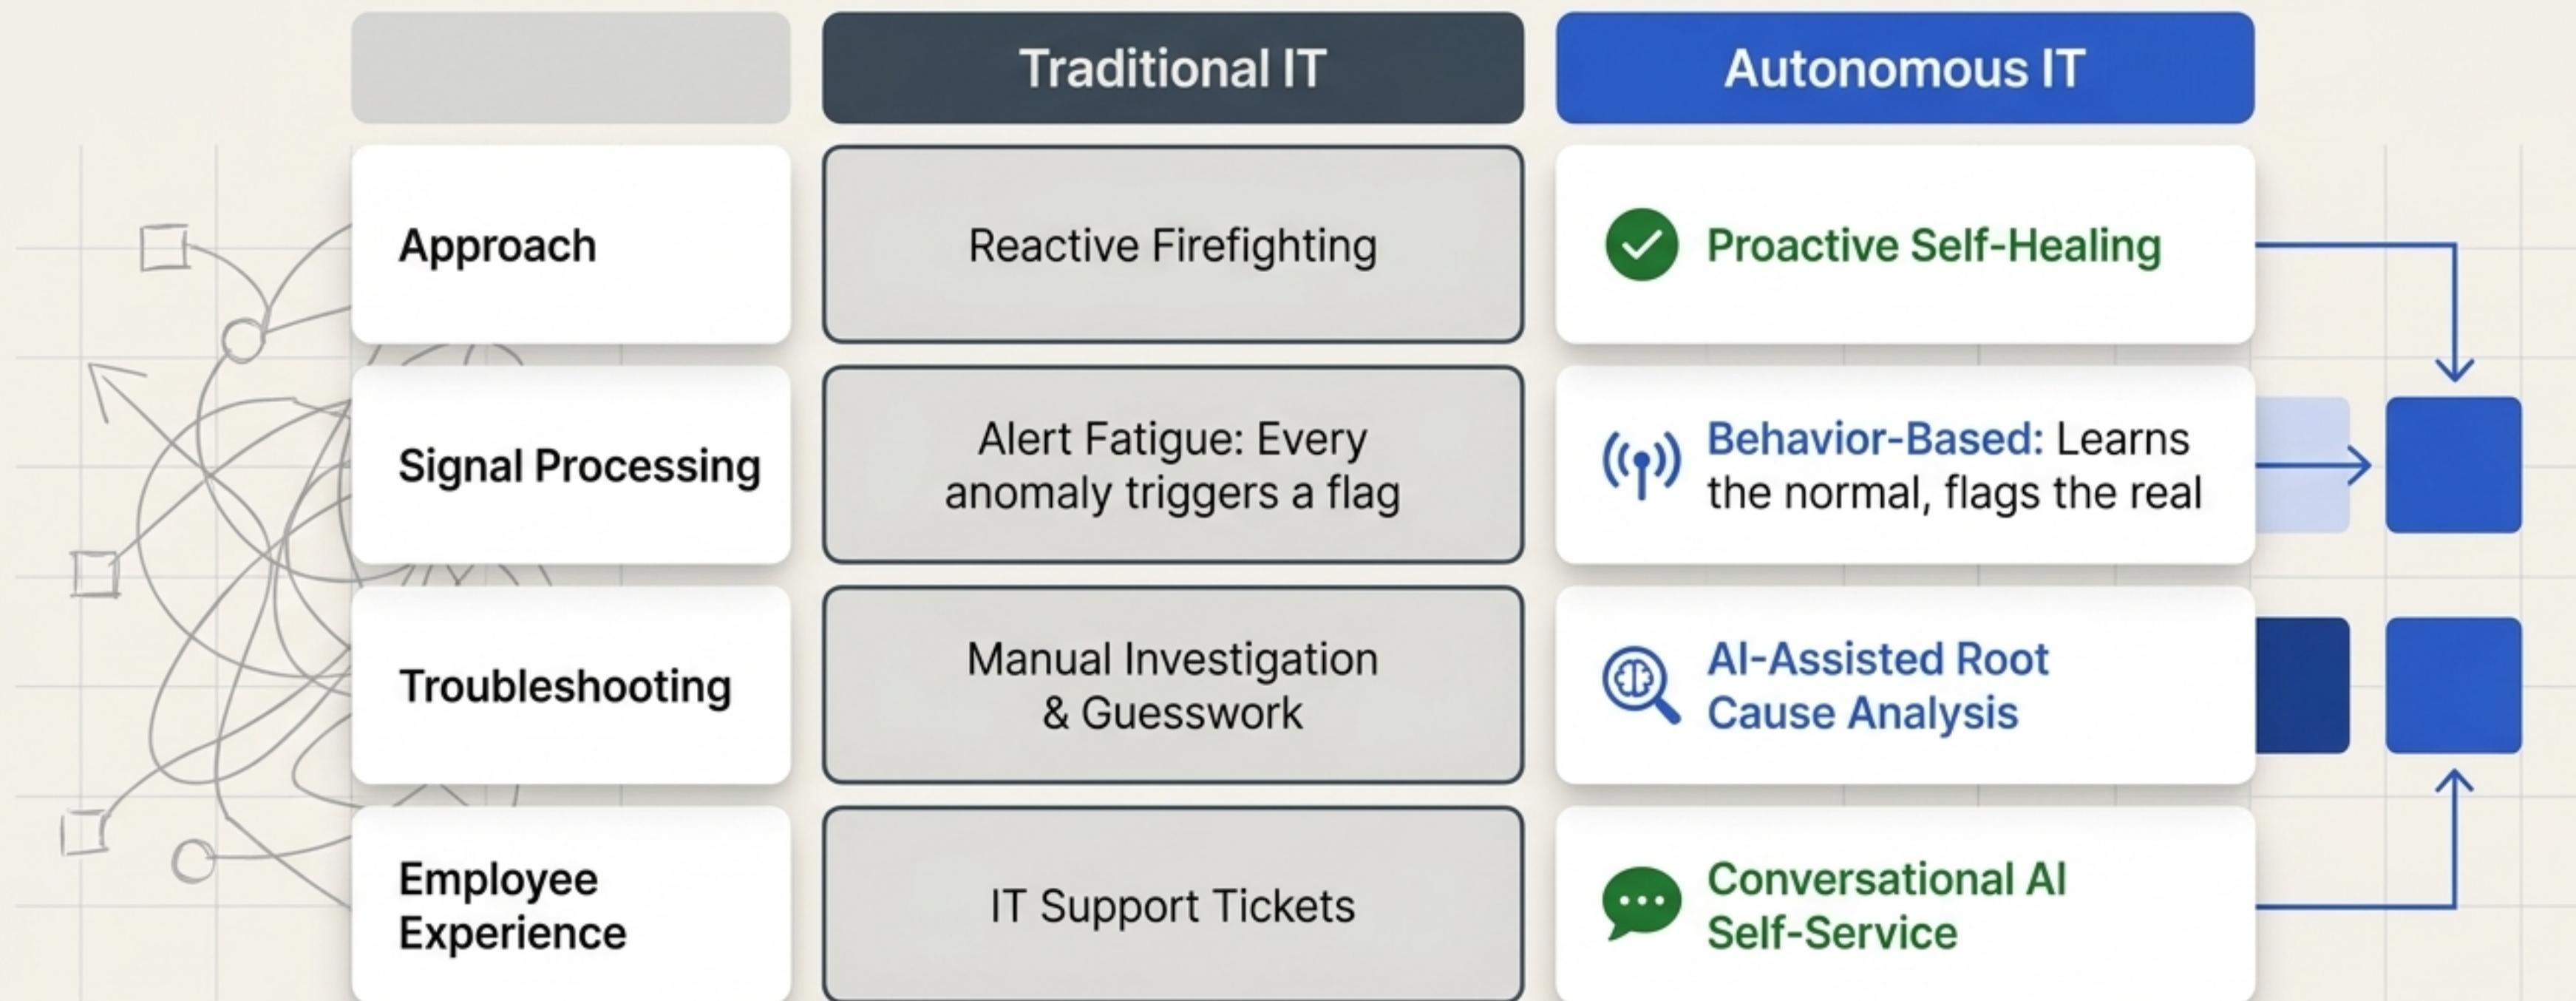 Traditional IT
Autonomous IT
Approach
Reactive Firefighting
Proactive Self-Healing
Signal Processing
Alert Fatigue: Every
anomaly triggers a flag
Behavior-Based: Learns
the normal, flags the real
Troubleshooting
Manual Investigation
& Guesswork
AI-Assisted Root
Cause Analysis
Employee
Experience
IT Support Tickets
Conversational AI
Self-Service